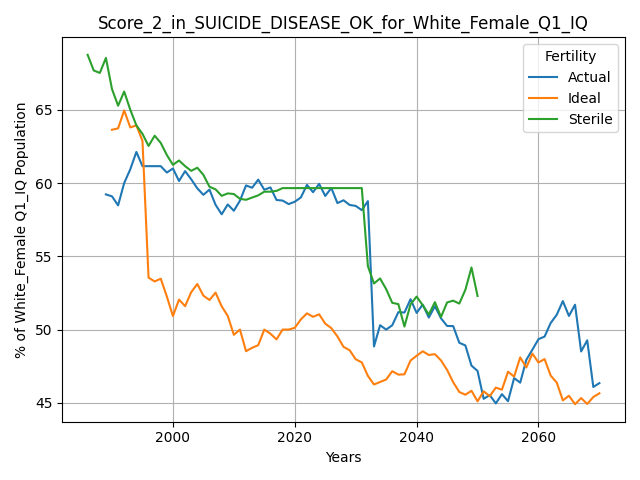 Score_2_in_SUICIDE_DISEASE_OK_for_White_Female_Q1_IQ
% of White_Female Q1_IQ Population
65
60
55
50
45
Fertility
Actual
Ideal
Sterile
2000
2020
2040
2060
Years